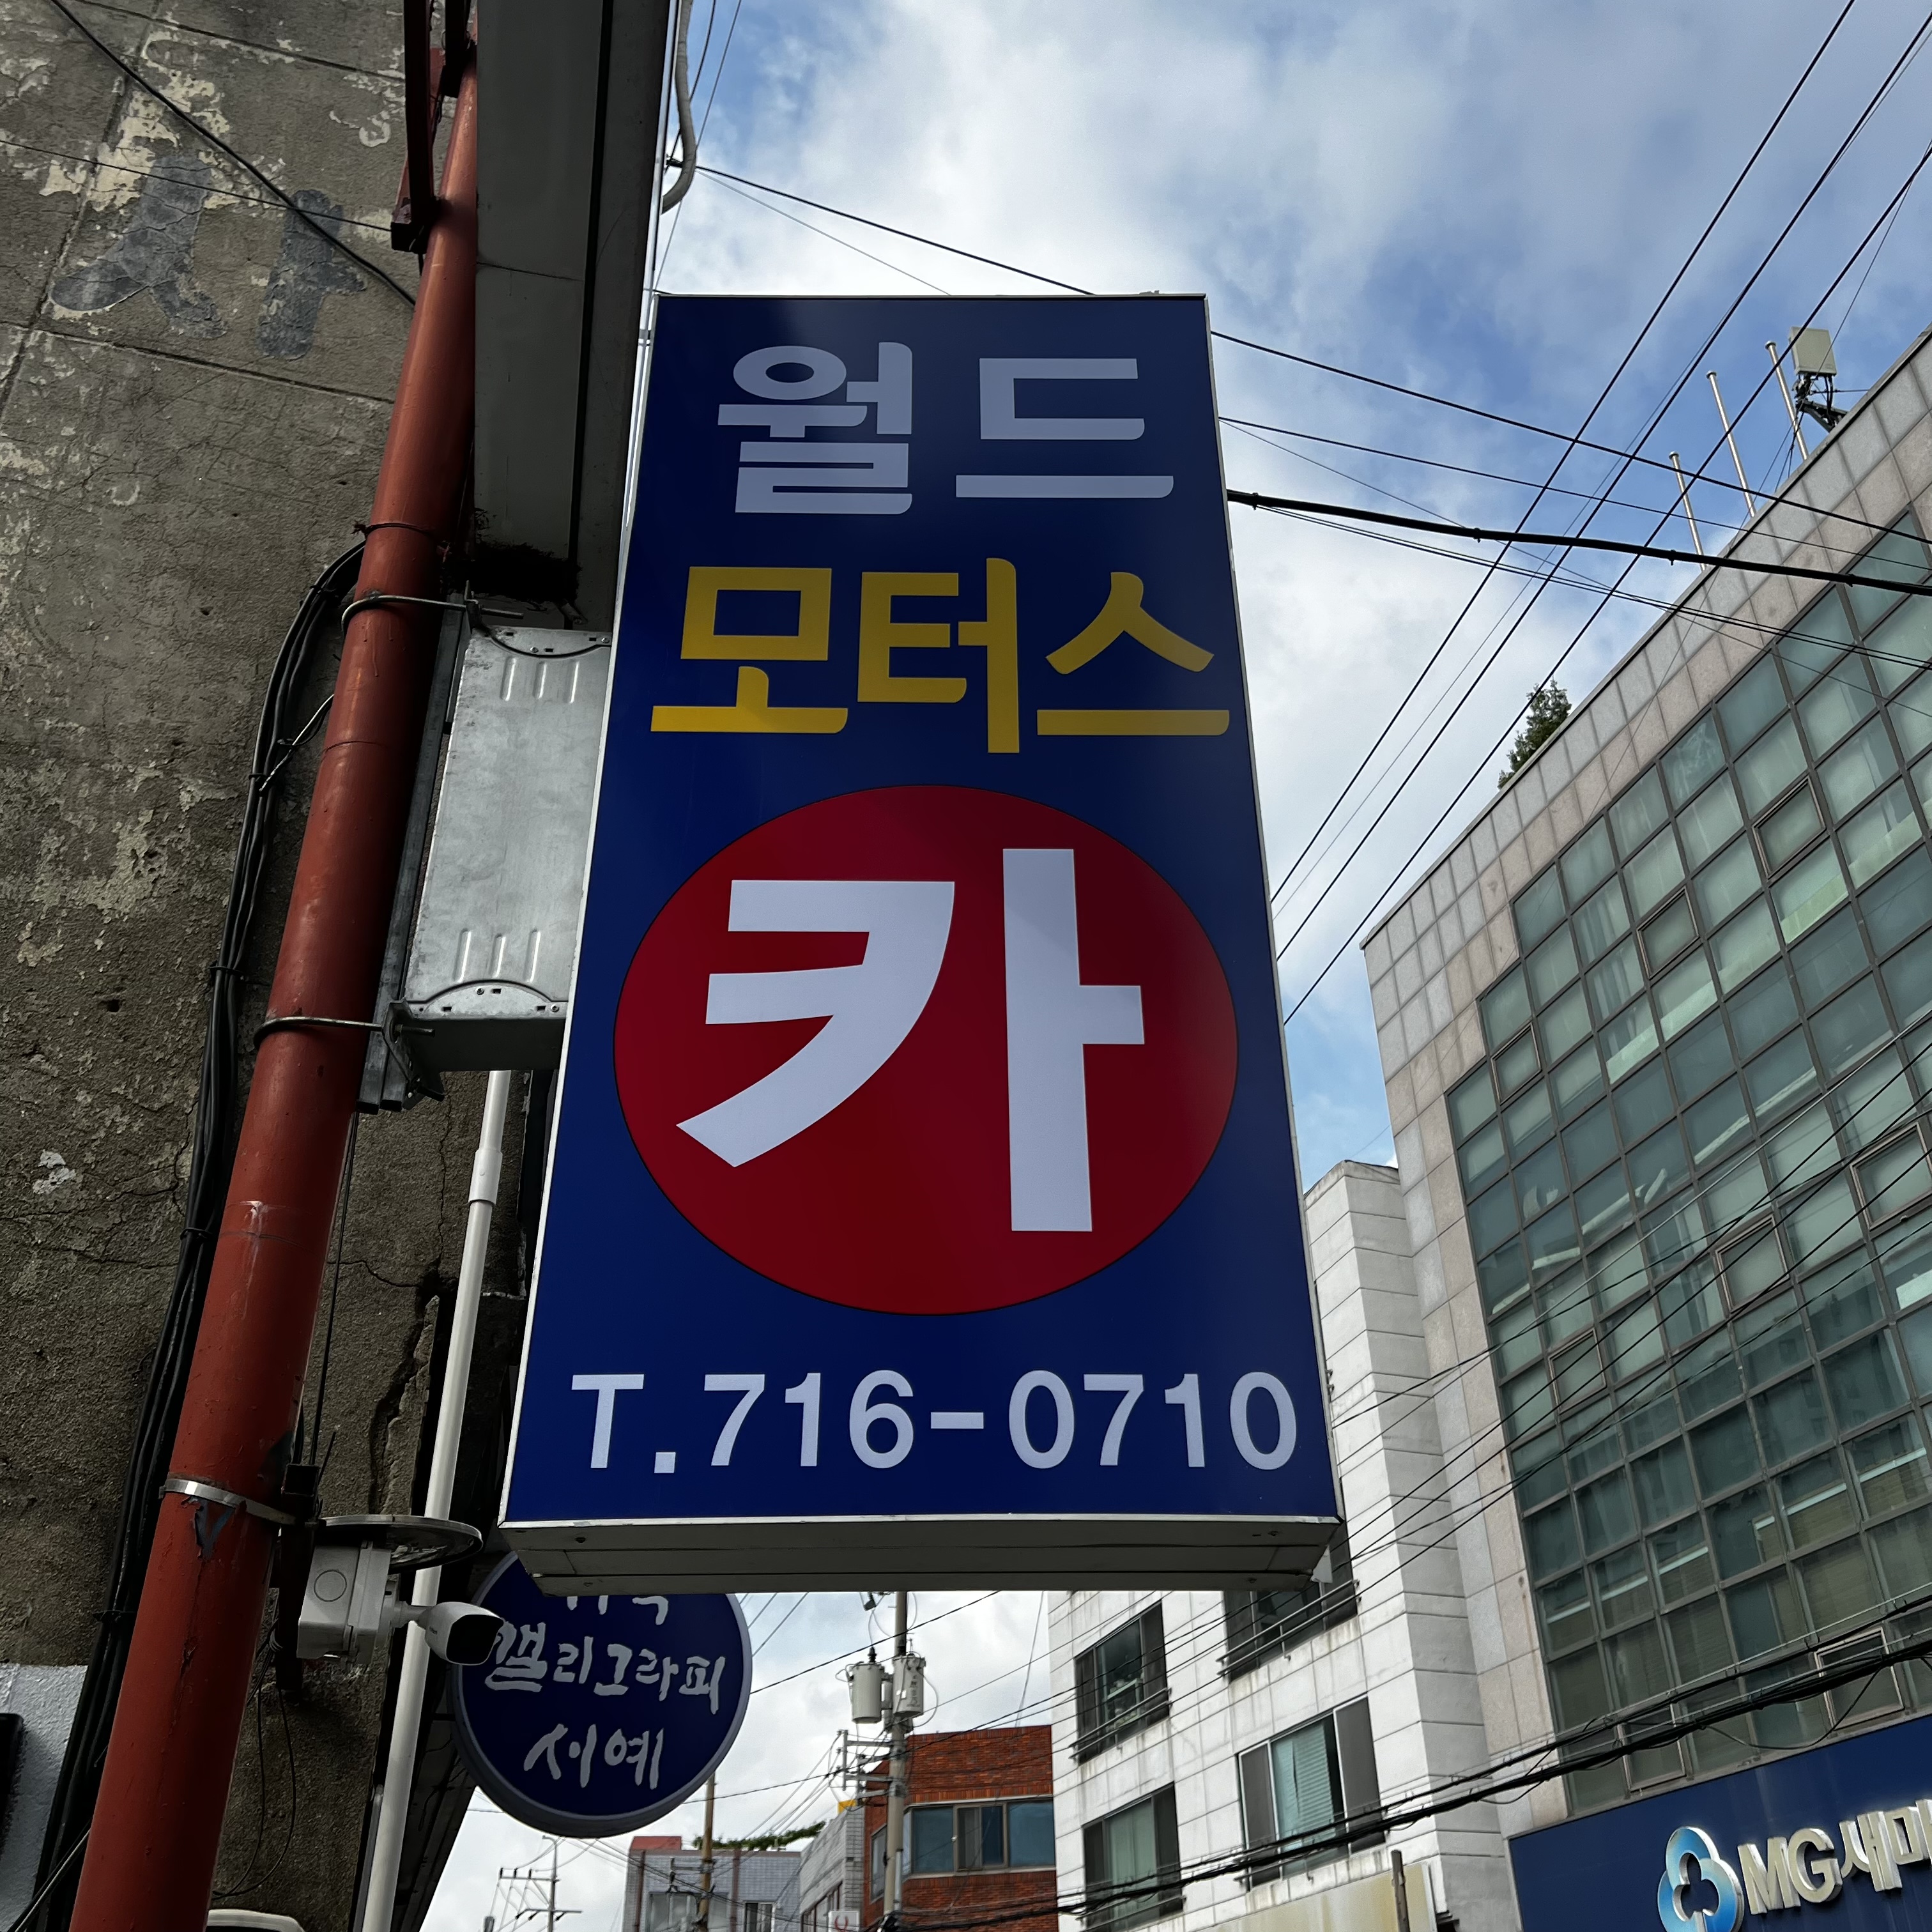 월드
모터스
카
T.716-0710
캘리그라피
서예
MG새마